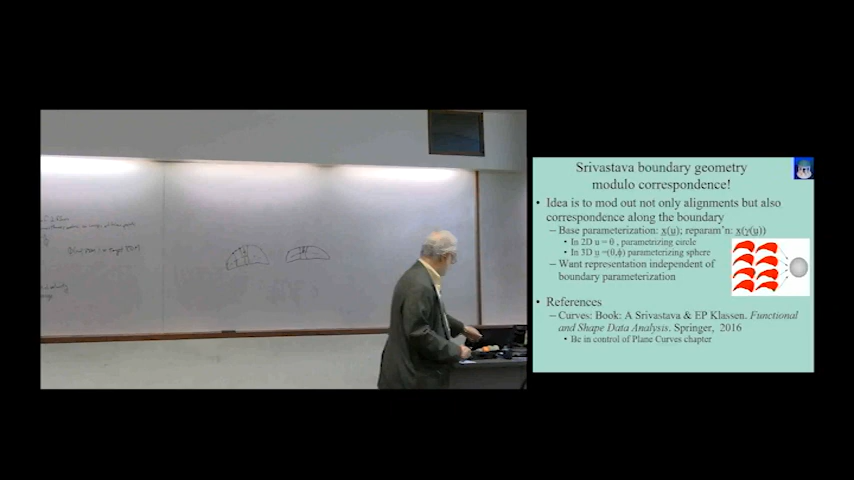 Srivastava boundary geometry
modulo correspondence!
• Idea is to mod out not only alignments but also
correspondence along the boundary
– Base parameterization: x(u); reparam'n: x(γ(u))
• In 2D u = θ , parametrizing circle
• In 3D u =(θ,ϕ) parameterizing sphere
– Want representation independent of
boundary parameterization
• References
– Curves: Book: A Srivastava & EP Klassen. Functional
and Shape Data Analysis. Springer, 2016
• Be in control of Plane Curves chapter